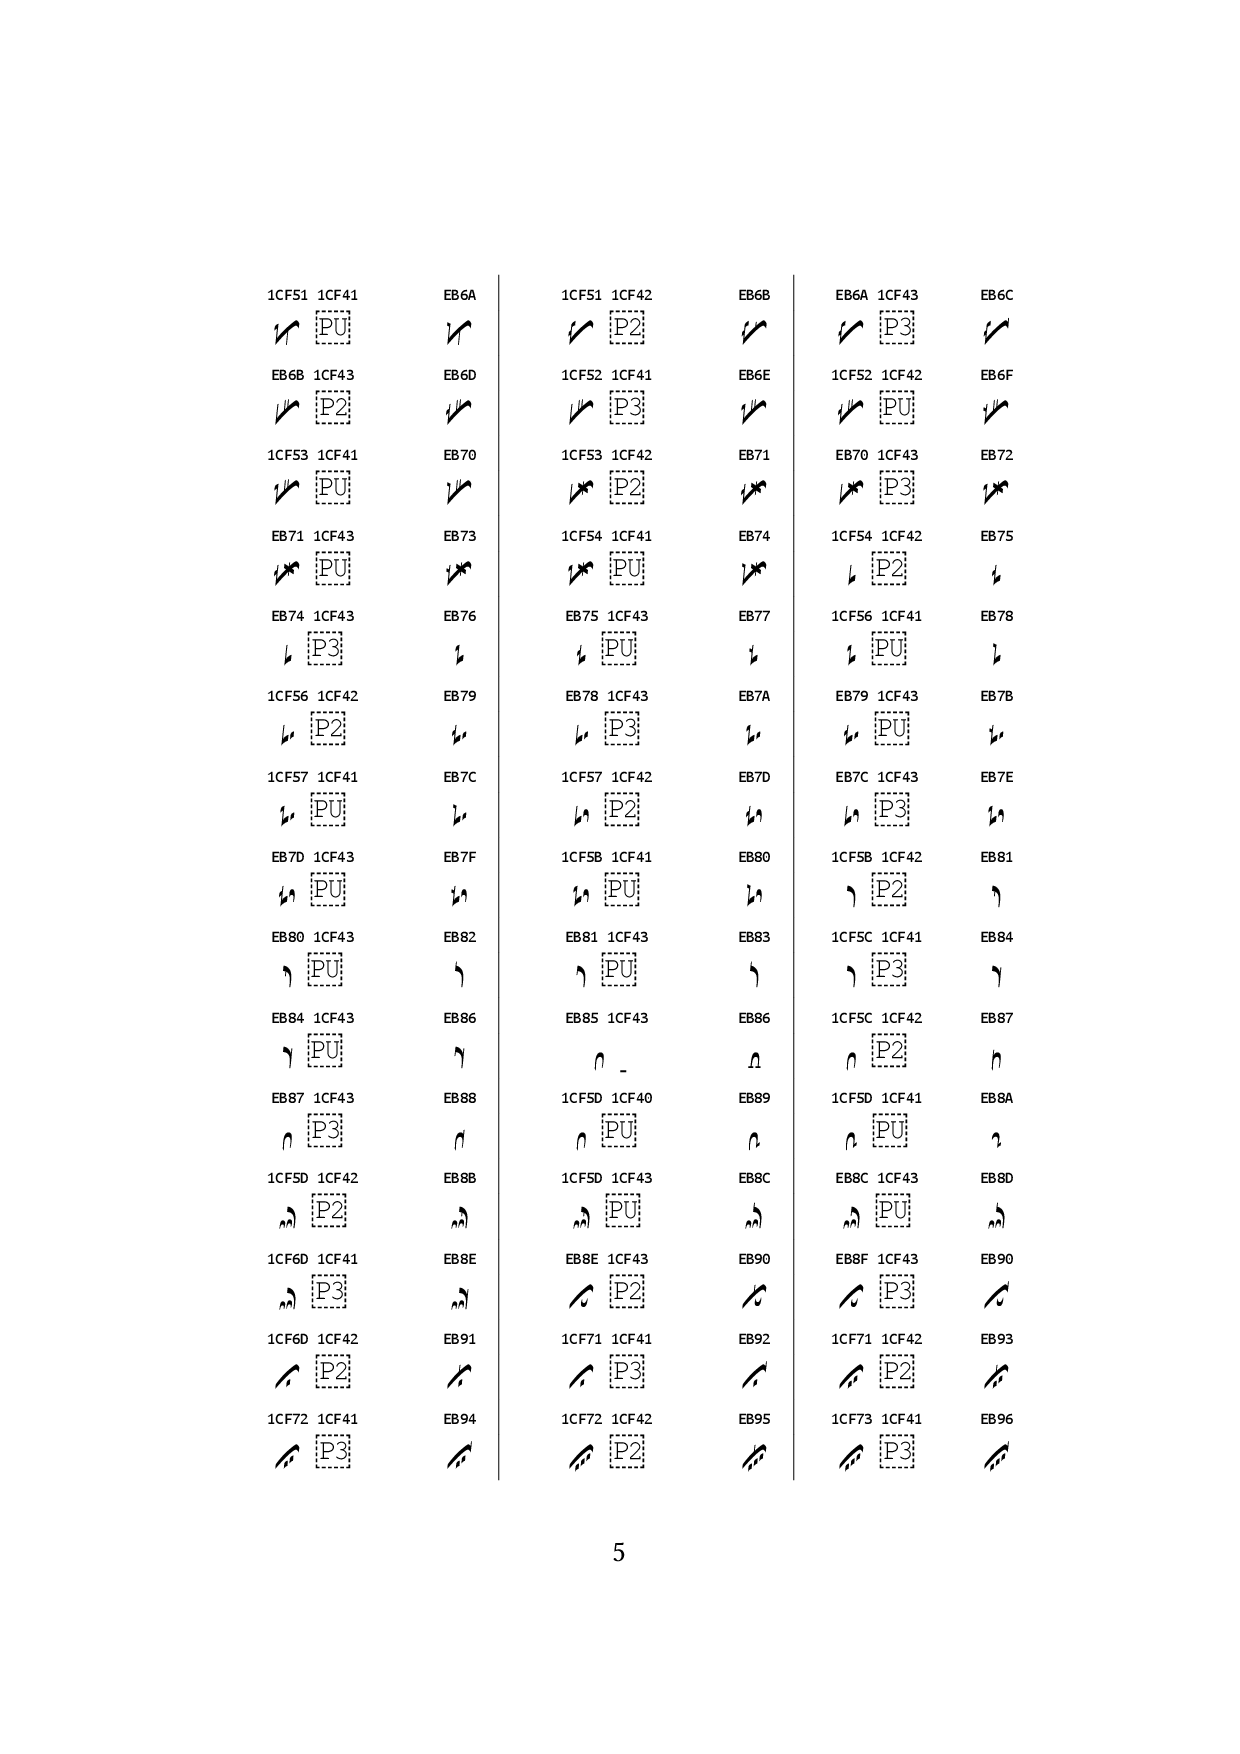 1CF51 1CF41 EB6A 1CF51 1CF42 EB6B EB6A 1CF43 EB6C
PU P2 P3
EB6B 1CF43 EB6D 1CF52 1CF41 EB6E 1CF52 1CF42 EB6F
P2 P3 PU
1CF53 1CF41 EB70 1CF53 1CF42 EB71 EB70 1CF43 EB72
PU P2 P3
EB71 1CF43 EB73 1CF54 1CF41 EB74 1CF54 1CF42 EB75
PU PU P2
EB74 1CF43 EB76 EB75 1CF43 EB77 1CF56 1CF41 EB78
P3 PU PU
1CF56 1CF42 EB79 EB78 1CF43 EB7A EB79 1CF43 EB7B
P2 P3 PU
1CF57 1CF41 EB7C 1CF57 1CF42 EB7D EB7C 1CF43 EB7E
PU P2 P3
EB7D 1CF43 EB7F 1CF5B 1CF41 EB80 1CF5B 1CF42 EB81
PU PU P2
EB80 1CF43 EB82 EB81 1CF43 EB83 1CF5C 1CF41 EB84
PU PU P3
EB84 1CF43 EB86 EB85 1CF43 EB86 1CF5C 1CF42 EB87
PU P2
EB87 1CF43 EB88 1CF5D 1CF40 EB89 1CF5D 1CF41 EB8A
P3 PU PU
1CF5D 1CF42 EB8B 1CF5D 1CF43 EB8C EB8C 1CF43 EB8D
P2 PU PU
1CF6D 1CF41 EB8E EB8E 1CF43 EB90 EB8F 1CF43 EB90
P3 P2 P3
1CF6D 1CF42 EB91 1CF71 1CF41 EB92 1CF71 1CF42 EB93
P2 P3 P2
1CF72 1CF41 EB94 1CF72 1CF42 EB95 1CF73 1CF41 EB96
P3 P2 P3
5